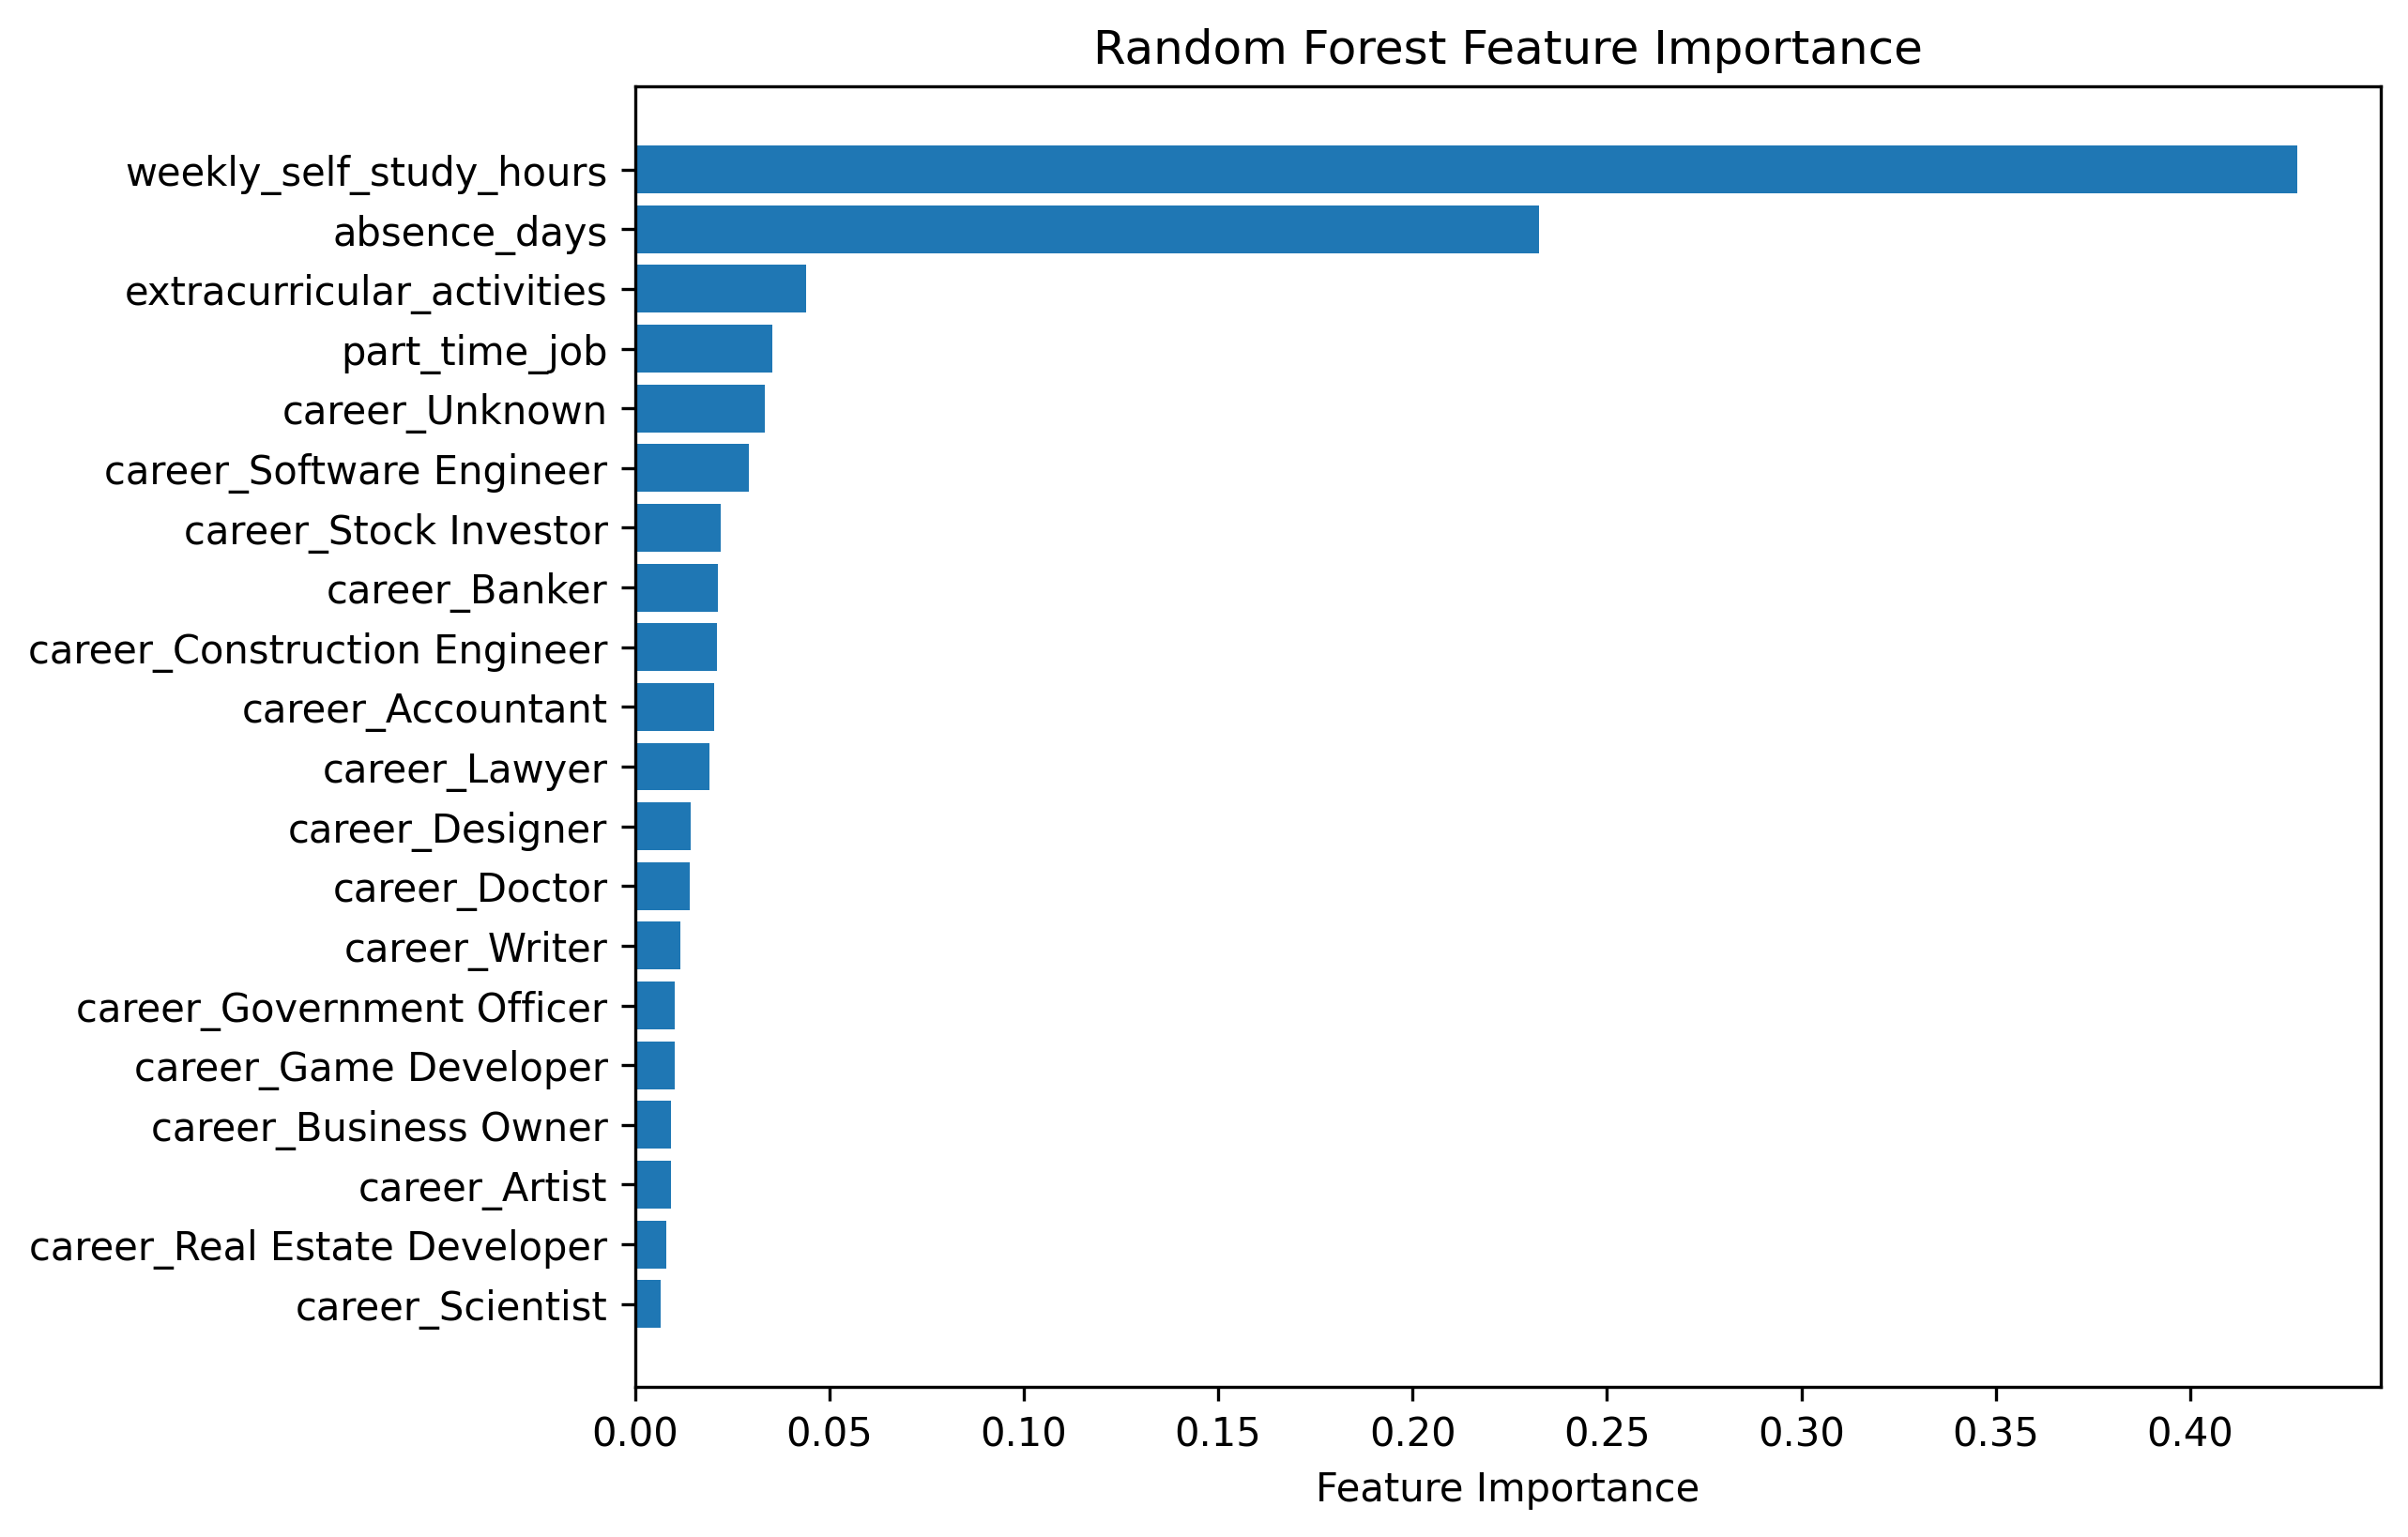 Random Forest Feature Importance
weekly_self_study_hours
absence_days
extracurricular_activities
part_time_job
career_Unknown
career_Software Engineer
career_Stock Investor
career_Banker
career_Construction Engineer
career_Accountant
career_Lawyer
career_Designer
career_Doctor
career_Writer
career_Government Officer
career_Game Developer
career_Business Owner
career_Artist
career_Real Estate Developer
career_Scientist
0.00 0.05 0.10 0.15 0.20 0.25 0.30 0.35 0.40
Feature Importance